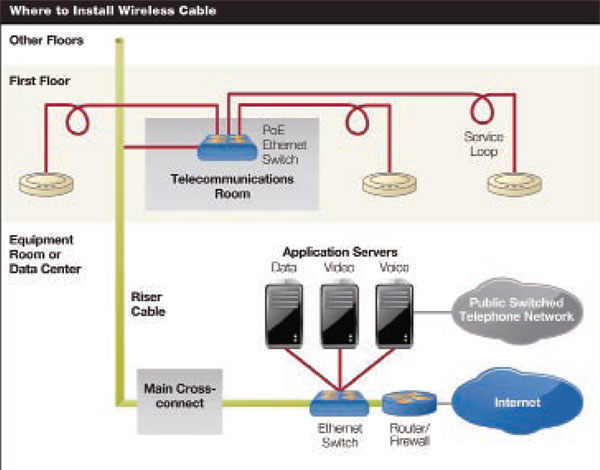 Where to Install Wireless Cable
Other Floors
First Floor
PoE
Ethernet
Switch
Service
Loop
Telecommunications
Room
Equipment
Room or
Data Center
Application Servers
Data Video Voice
Riser
Cable
Public Switched
Telephone Network
Main Cross-
connect
Internet
Ethernet
Switch
Router/
Firewall